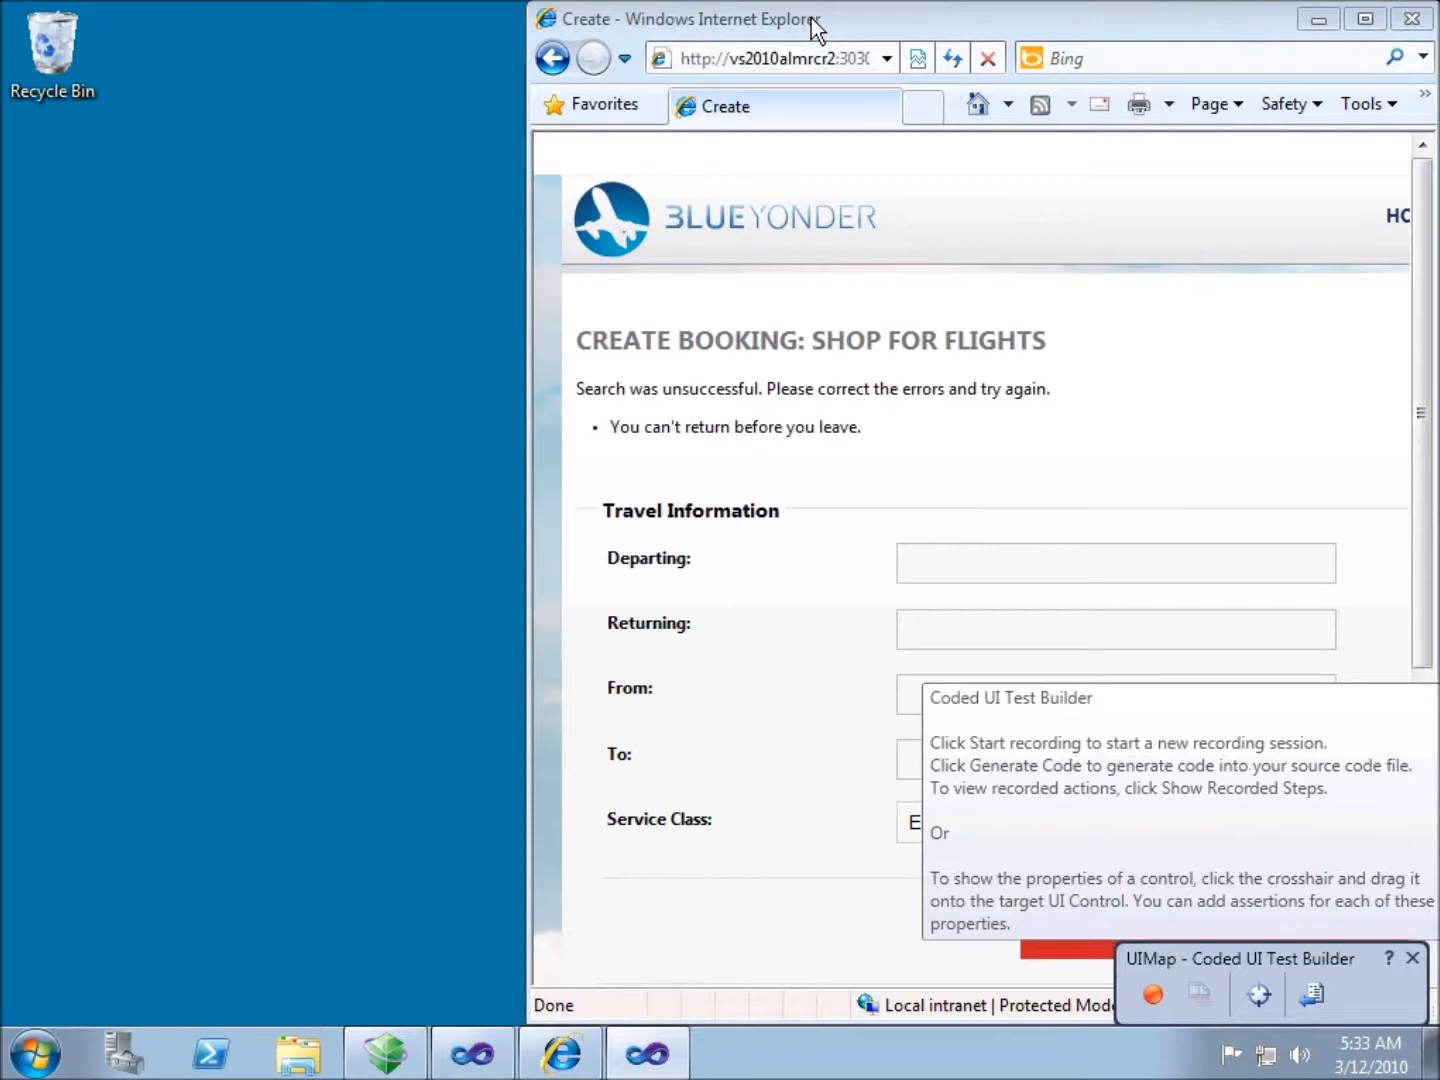 Recycle Bin
Create - Windows Internet Explorer
http://vs2010almrcr2:3030
Bing
Favorites
Create
Page
Safety
Tools
BLUEYONDER
CREATE BOOKING: SHOP FOR FLIGHTS
Search was unsuccessful. Please correct the errors and try again.
• You can't return before you leave.
Travel Information
Departing:
Returning:
From:
To:
Service Class:
Coded UI Test Builder
Click Start recording to start a new recording session.
Click Generate Code to generate code into your source code file.
To view recorded actions, click Show Recorded Steps.
Or
To show the properties of a control, click the crosshair and drag it
onto the target UI Control. You can add assertions for each of these
properties.
UIMap - Coded UI Test Builder
Done
Local intranet | Protected Mode
5:33 AM
3/12/2010